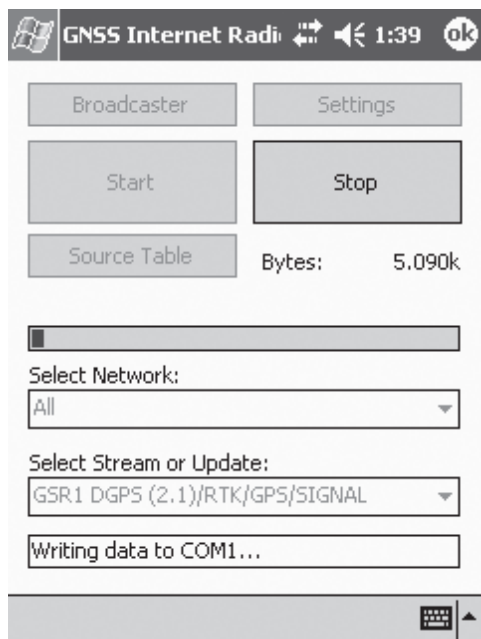 GNSS Internet Radi 1:39 ok
Broadcaster Settings
Start Stop
Source Table Bytes: 5.090k
Select Network:
All
Select Stream or Update:
GSR1 DGPS (2.1)/RTK/GPS/SIGNAL
Writing data to COM1...